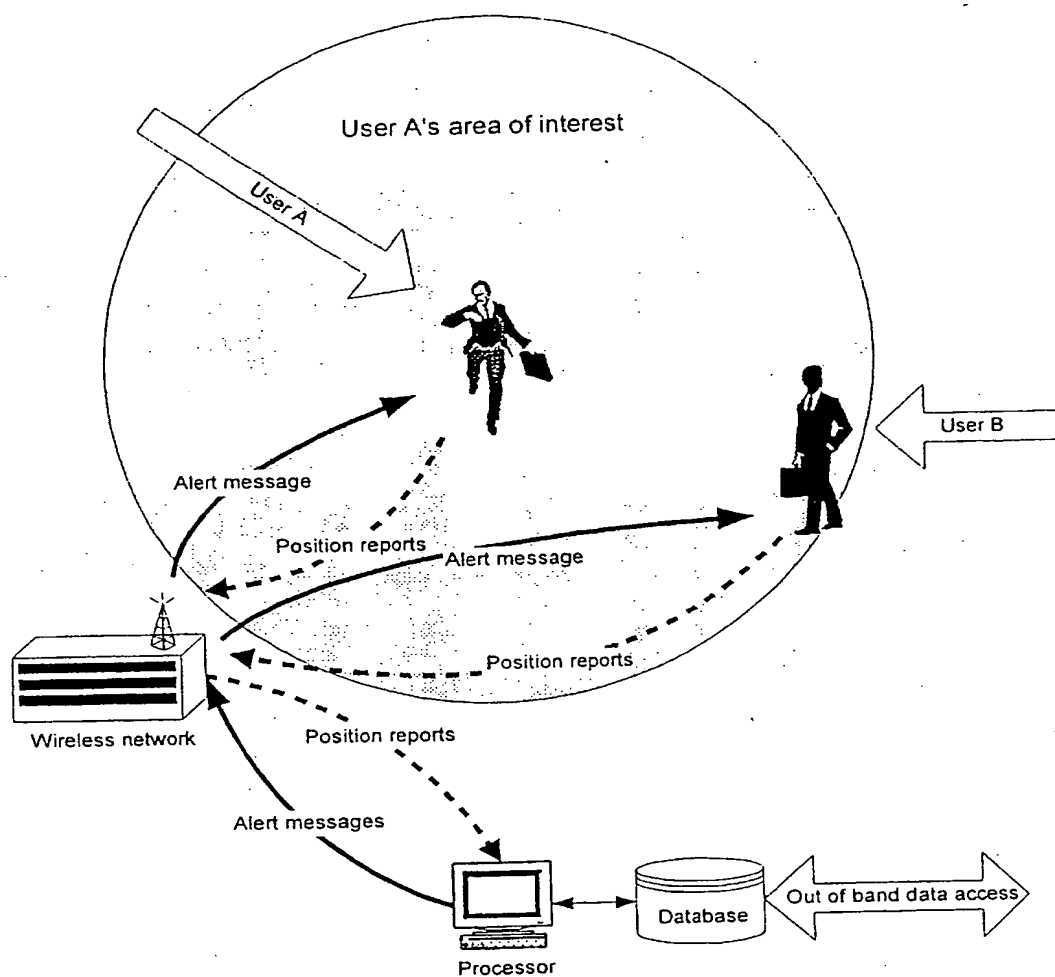 User A's area of interest
User A
User B
Alert message
Position reports
Alert message
Position reports
Wireless network
Position reports
Alert messages
Out of band data access
Database
Processor